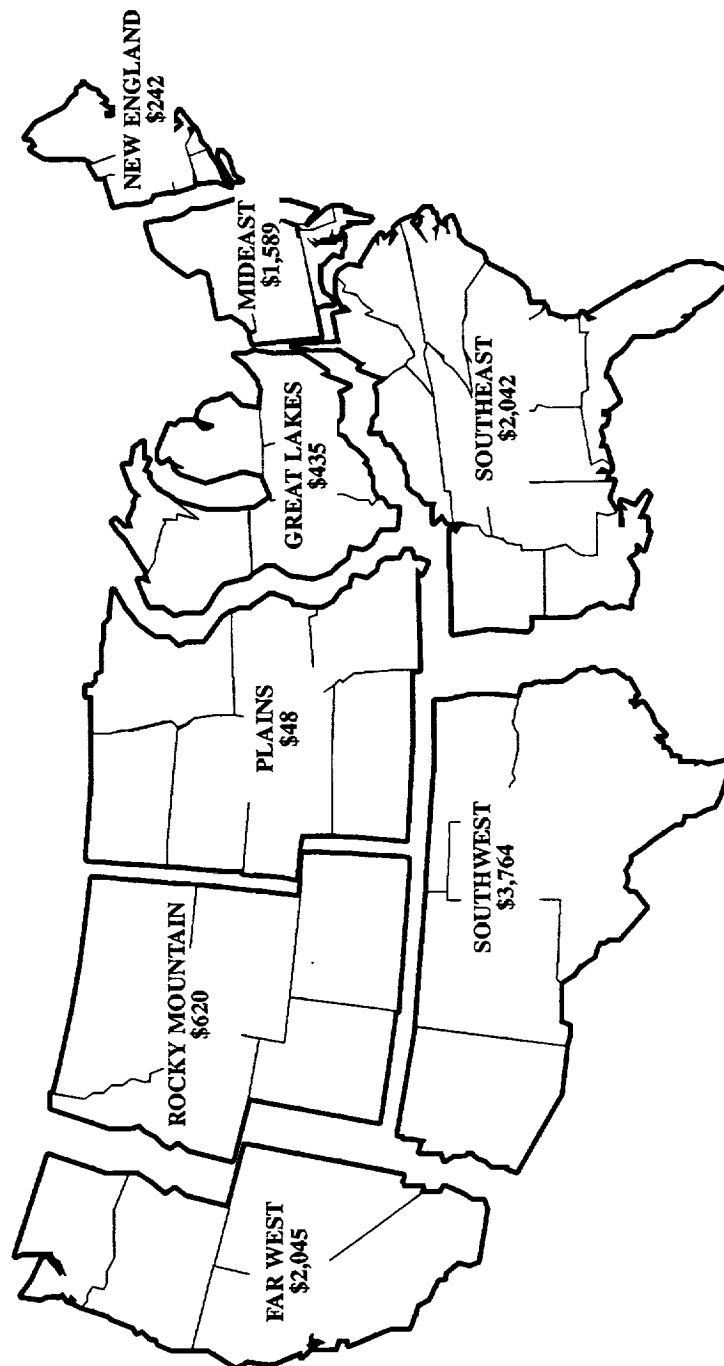 NEW ENGLAND
$242
MIDEAST
$1,589
GREAT LAKES
$435
SOUTHEAST
$2,042
PLAINS
$48
ROCKY MOUNTAIN
$620
SOUTHWEST
$3,764
FAR WEST
$2,045